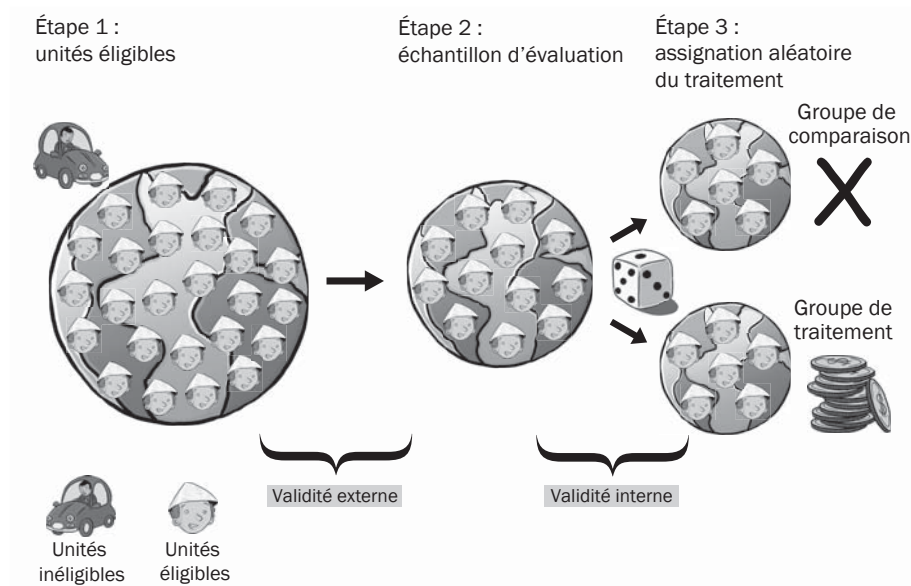 Étape 1 :
unités éligibles
Étape 2 :
échantillon d'évaluation
Étape 3 :
assignation aléatoire
du traitement
Groupe de
comparaison
Groupe de
traitement
Validité externe
Validité interne
Unités
inéligibles
Unités
éligibles